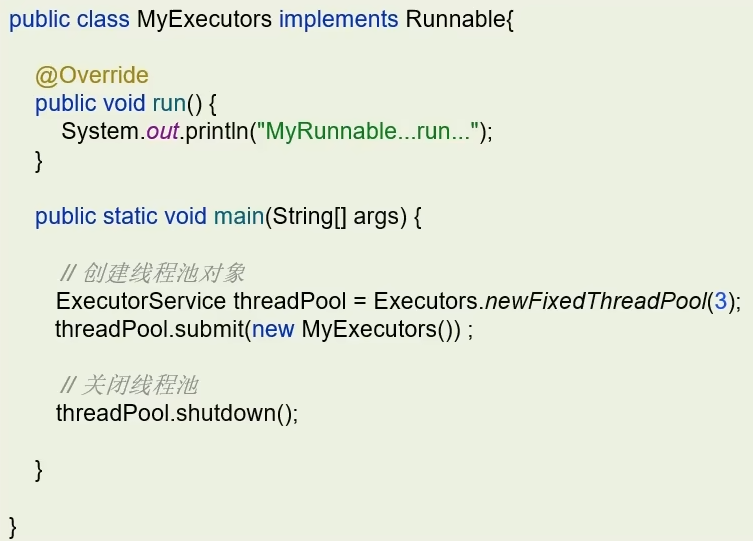 public class MyExecutors implements Runnable{
@Override
public void run() {
System.out.println("MyRunnable...run...");
}
public static void main(String[] args) {
// 创建线程池对象
ExecutorService threadPool = Executors.newFixedThreadPool(3);
threadPool.submit(new MyExecutors()) ;
// 关闭线程池
threadPool.shutdown();
}
}